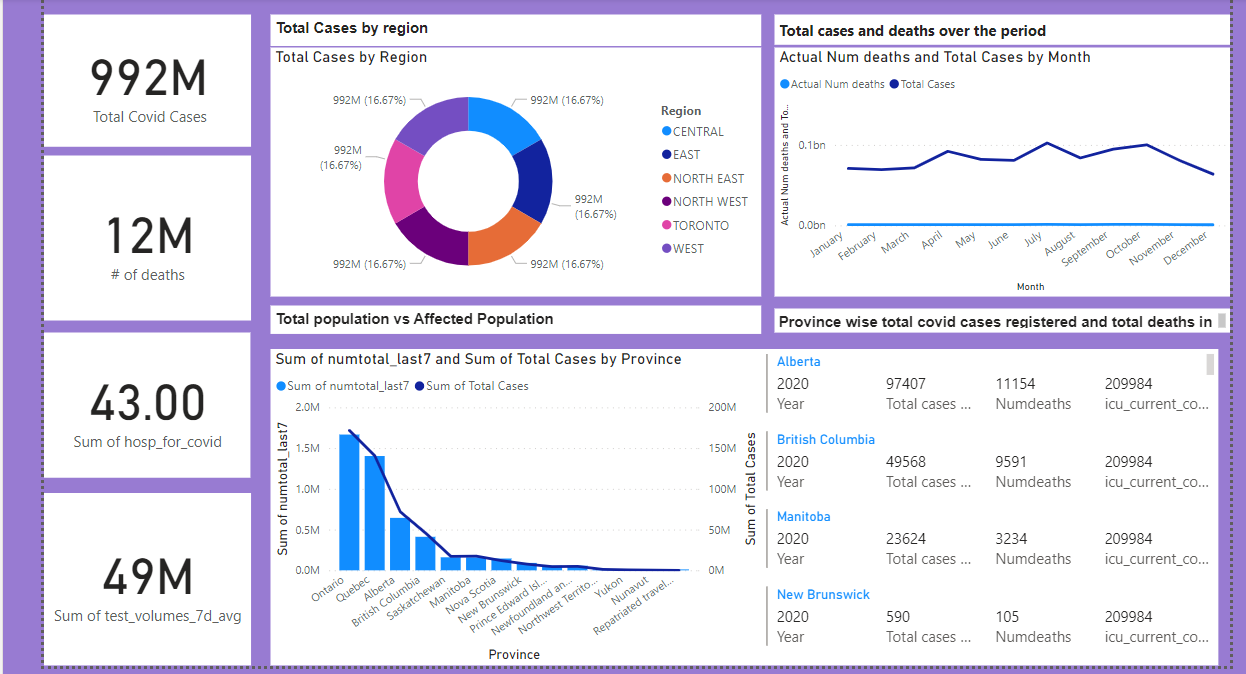 992M
Total Covid Cases
12M
# of deaths
43.00
Sum of hosp_for_covid
49M
Sum of test_volumes_7d_avg
Total Cases by region
Total Cases by Region
992M (16.67%)
992M (16.67%)
992M
(16.67%)
992M
(16.67%)
992M (16.67%)
992M (16.67%)
Region
CENTRAL
EAST
NORTH EAST
NORTH WEST
TORONTO
WEST
Total cases and deaths over the period
Actual Num deaths and Total Cases by Month
Actual Num deaths Total Cases
Actual Num deaths and To...
0.1bn
0.0bn
January
February
March
April
May
June
July
August
September
October
November
December
Month
Total population vs Affected Population
Sum of numtotal_last7 and Sum of Total Cases by Province
Sum of numtotal_last7 Sum of Total Cases
Sum of numtotal_last7
2.0M
1.5M
1.0M
0.5M
0.0M
200M
150M
100M
50M
0M
Sum of Total Cases
Ontario
Quebec
Alberta
British Columbia
Saskatchewan
Manitoba
Nova Scotia
New Brunswick
Prince Edward Isl...
Newfoundland an...
Northwest Territo...
Yukon
Nunavut
Repatriated travel...
Province
Province wise total covid cases registered and total deaths in
Alberta
2020 97407 11154 209984
Year Total cases ... Numdeaths icu_current_co...
British Columbia
2020 49568 9591 209984
Year Total cases ... Numdeaths icu_current_co...
Manitoba
2020 23624 3234 209984
Year Total cases ... Numdeaths icu_current_co...
New Brunswick
2020 590 105 209984
Year Total cases ... Numdeaths icu_current_co...